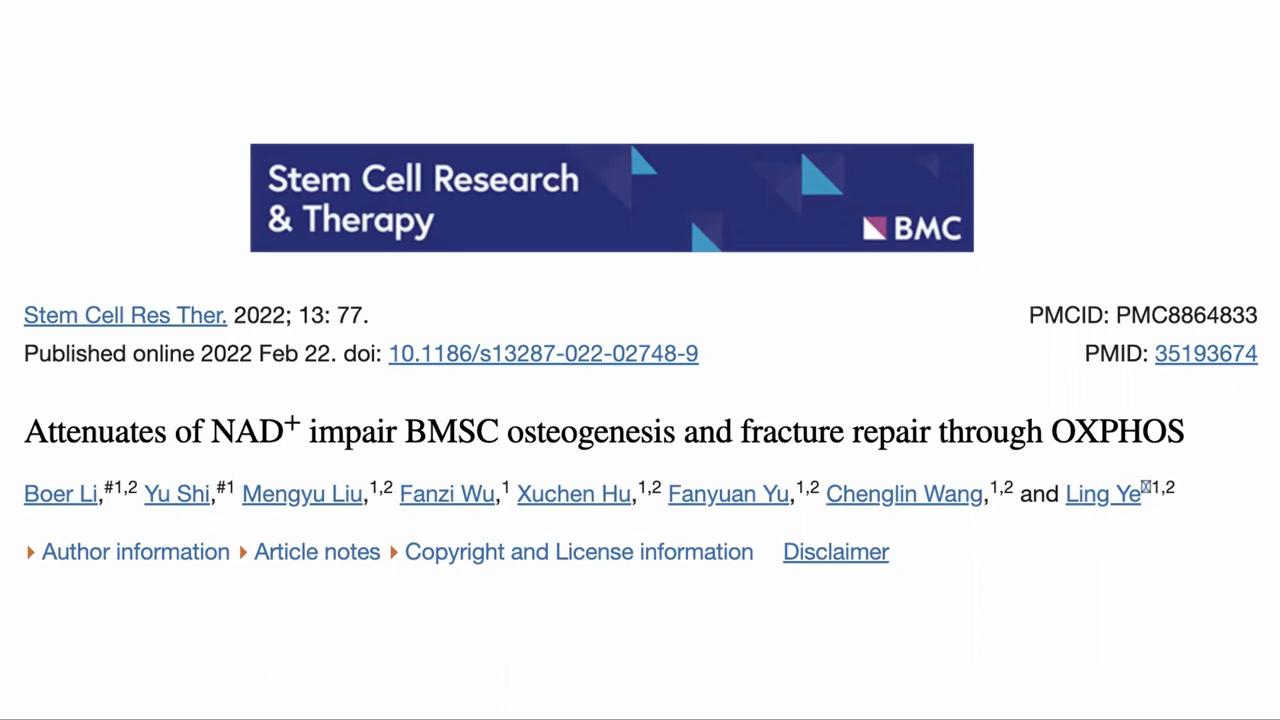 Stem Cell Research
& Therapy
BMC
Stem Cell Res Ther. 2022; 13: 77.
PMCID: PMC8864833
Published online 2022 Feb 22. doi: 10.1186/s13287-022-02748-9
PMID: 35193674
Attenuates of NAD+ impair BMSC osteogenesis and fracture repair through OXPHOS
Boer Li,#1,2 Yu Shi,#1 Mengyu Liu,1,2 Fanzi Wu,1 Xuchen Hu,1,2 Fanyuan Yu,1,2 Chenglin Wang,1,2 and Ling Ye1,2
Author information Article notes Copyright and License information Disclaimer